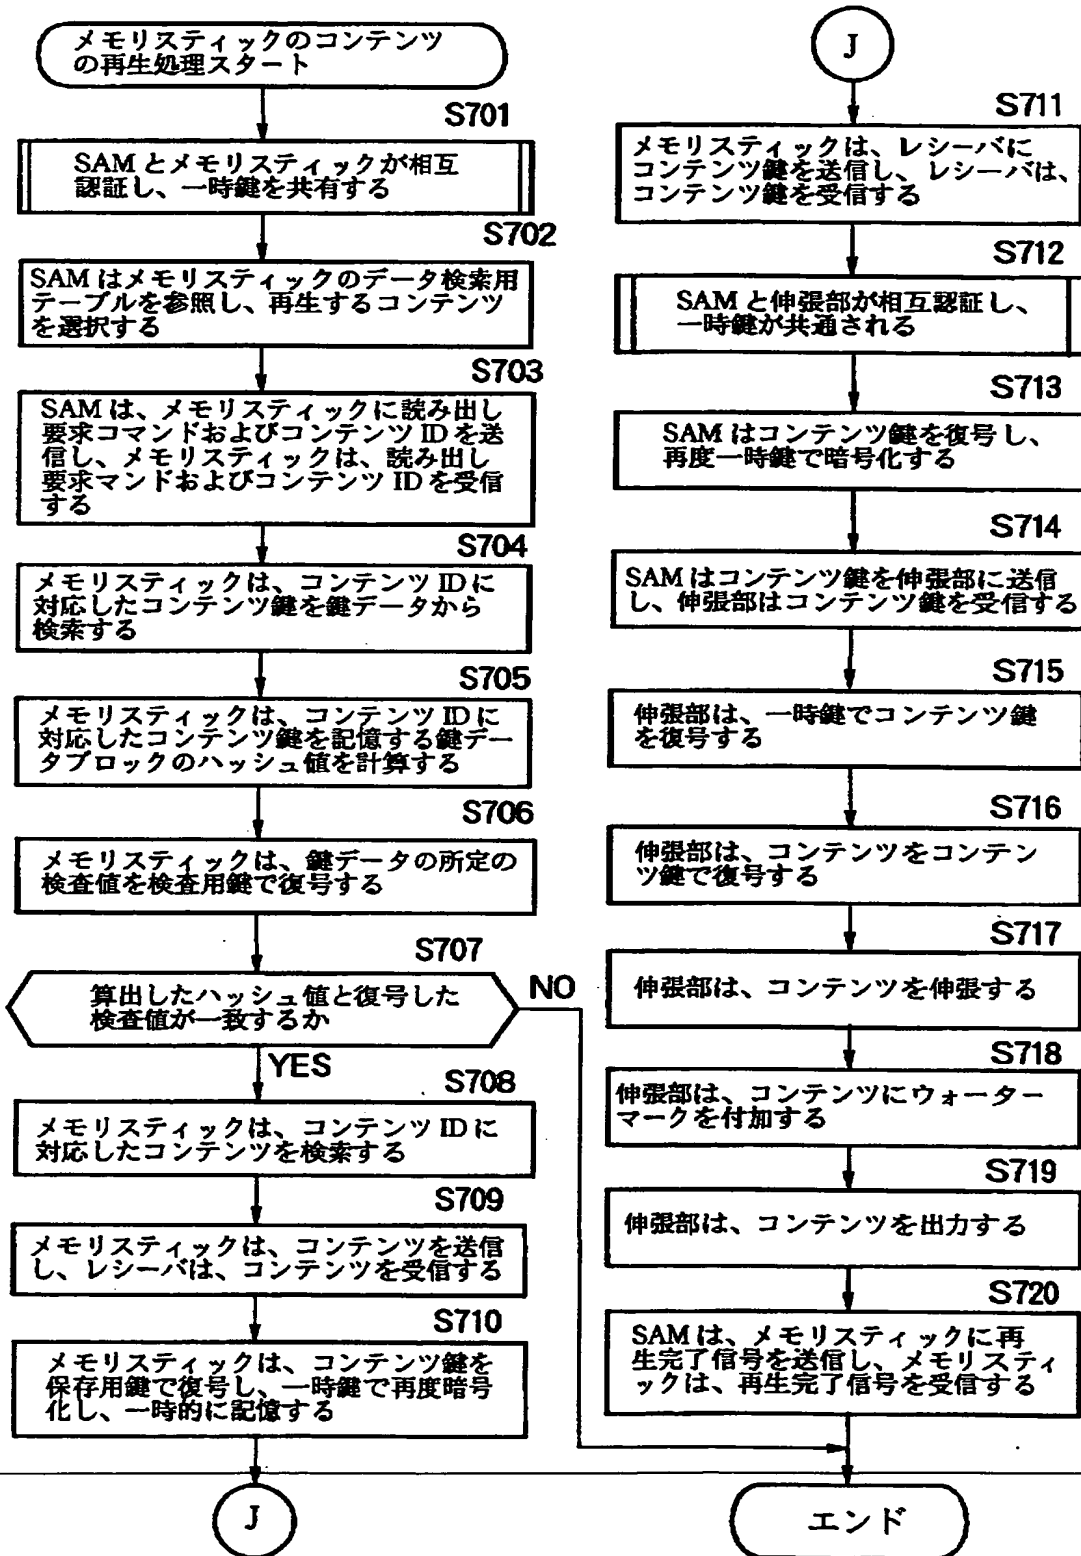 メモリスティックのコンテンツ
の再生処理スタート
S701
SAM とメモリスティックが相互
認証し、一時鍵を共有する
S702
SAM はメモリスティックのデータ検索用
テーブルを参照し、再生するコンテンツ
を選択する
S703
SAM は、メモリスティックに読み出し
要求コマンドおよびコンテンツ ID を送
信し、メモリスティックは、読み出し
要求マンドおよびコンテンツ ID を受信
する
S704
メモリスティックは、コンテンツ ID に
対応したコンテンツ鍵を鍵データから
検索する
S705
メモリスティックは、コンテンツ ID に
対応したコンテンツ鍵を記憶する鍵デー
タブロックのハッシュ値を計算する
S706
メモリスティックは、鍵データの所定の
検査値を検査用鍵で復号する
S707
算出したハッシュ値と復号した
検査値が一致するか
NO
YES
S708
メモリスティックは、コンテンツ ID に
対応したコンテンツを検索する
S709
メモリスティックは、コンテンツを送信
し、レシーバは、コンテンツを受信する
S710
メモリスティックは、コンテンツ鍵を
保存用鍵で復号し、一時鍵で再度暗号
化し、一時的に記憶する
J
J
S711
メモリスティックは、レシーバに
コンテンツ鍵を送信し、レシーバは、
コンテンツ鍵を受信する
S712
SAM と伸張部が相互認証し、
一時鍵が共通される
S713
SAM はコンテンツ鍵を復号し、
再度一時鍵で暗号化する
S714
SAM はコンテンツ鍵を伸張部に送信
し、伸張部はコンテンツ鍵を受信する
S715
伸張部は、一時鍵でコンテンツ鍵
を復号する
S716
伸張部は、コンテンツをコンテン
ツ鍵で復号する
S717
伸張部は、コンテンツを伸張する
S718
伸張部は、コンテンツにウォーター
マークを付加する
S719
伸張部は、コンテンツを出力する
S720
SAM は、メモリスティックに再
生完了信号を送信し、メモリスティ
ックは、再生完了信号を受信する
エンド